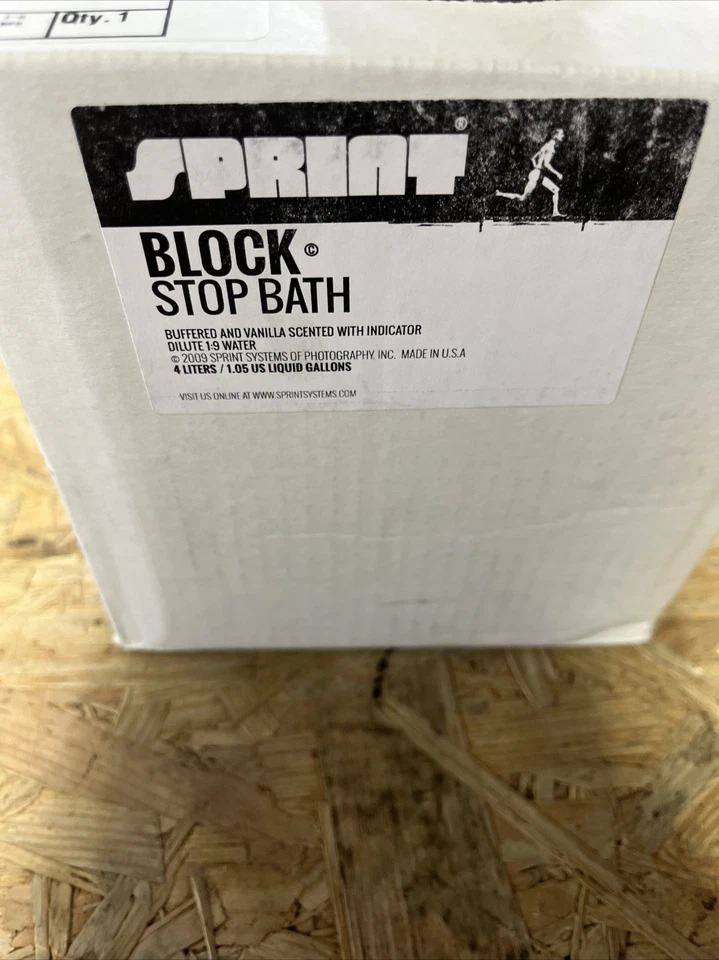 Qty. 1
SPRINT®
BLOCK©
STOP BATH
BUFFERED AND VANILLA SCENTED WITH INDICATOR
DILUTE 1:9 WATER
© 2009 SPRINT SYSTEMS OF PHOTOGRAPHY, INC. MADE IN U.S.A
4 LITERS / 1.05 US LIQUID GALLONS
VISIT US ONLINE AT WWW.SPRINTSYSTEMS.COM